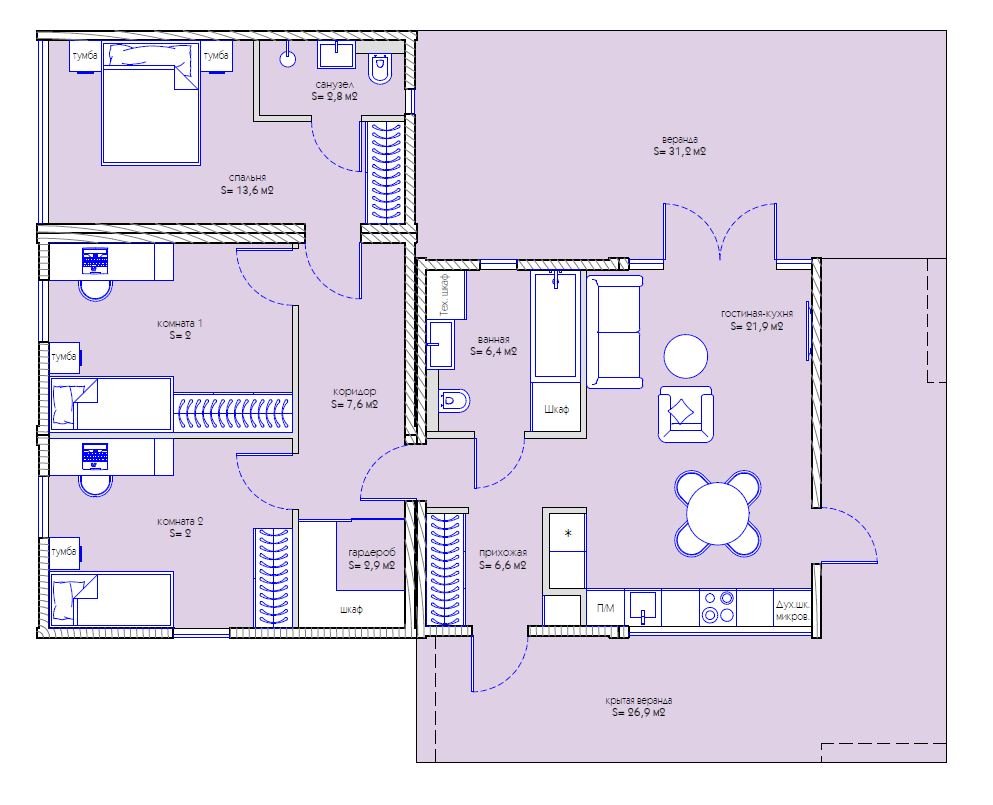 тумба
тумба
санузел
S= 2,8 м2
веранда
S= 31,2 м2
спальня
S= 13,6 м2
Тех. шкаф
гостиная-кухня
S= 21,9 м2
комната 1
S= 2
ванная
S= 6,4 м2
тумба
коридор
S= 7,6 м2
Шкаф
комната 2
S= 2
*
тумба
гардероб
S= 2,9 м2
прихожая
S= 6,6 м2
шкаф
П/М
Дух.шк.
микров.
крытая веранда
S= 26,9 м2